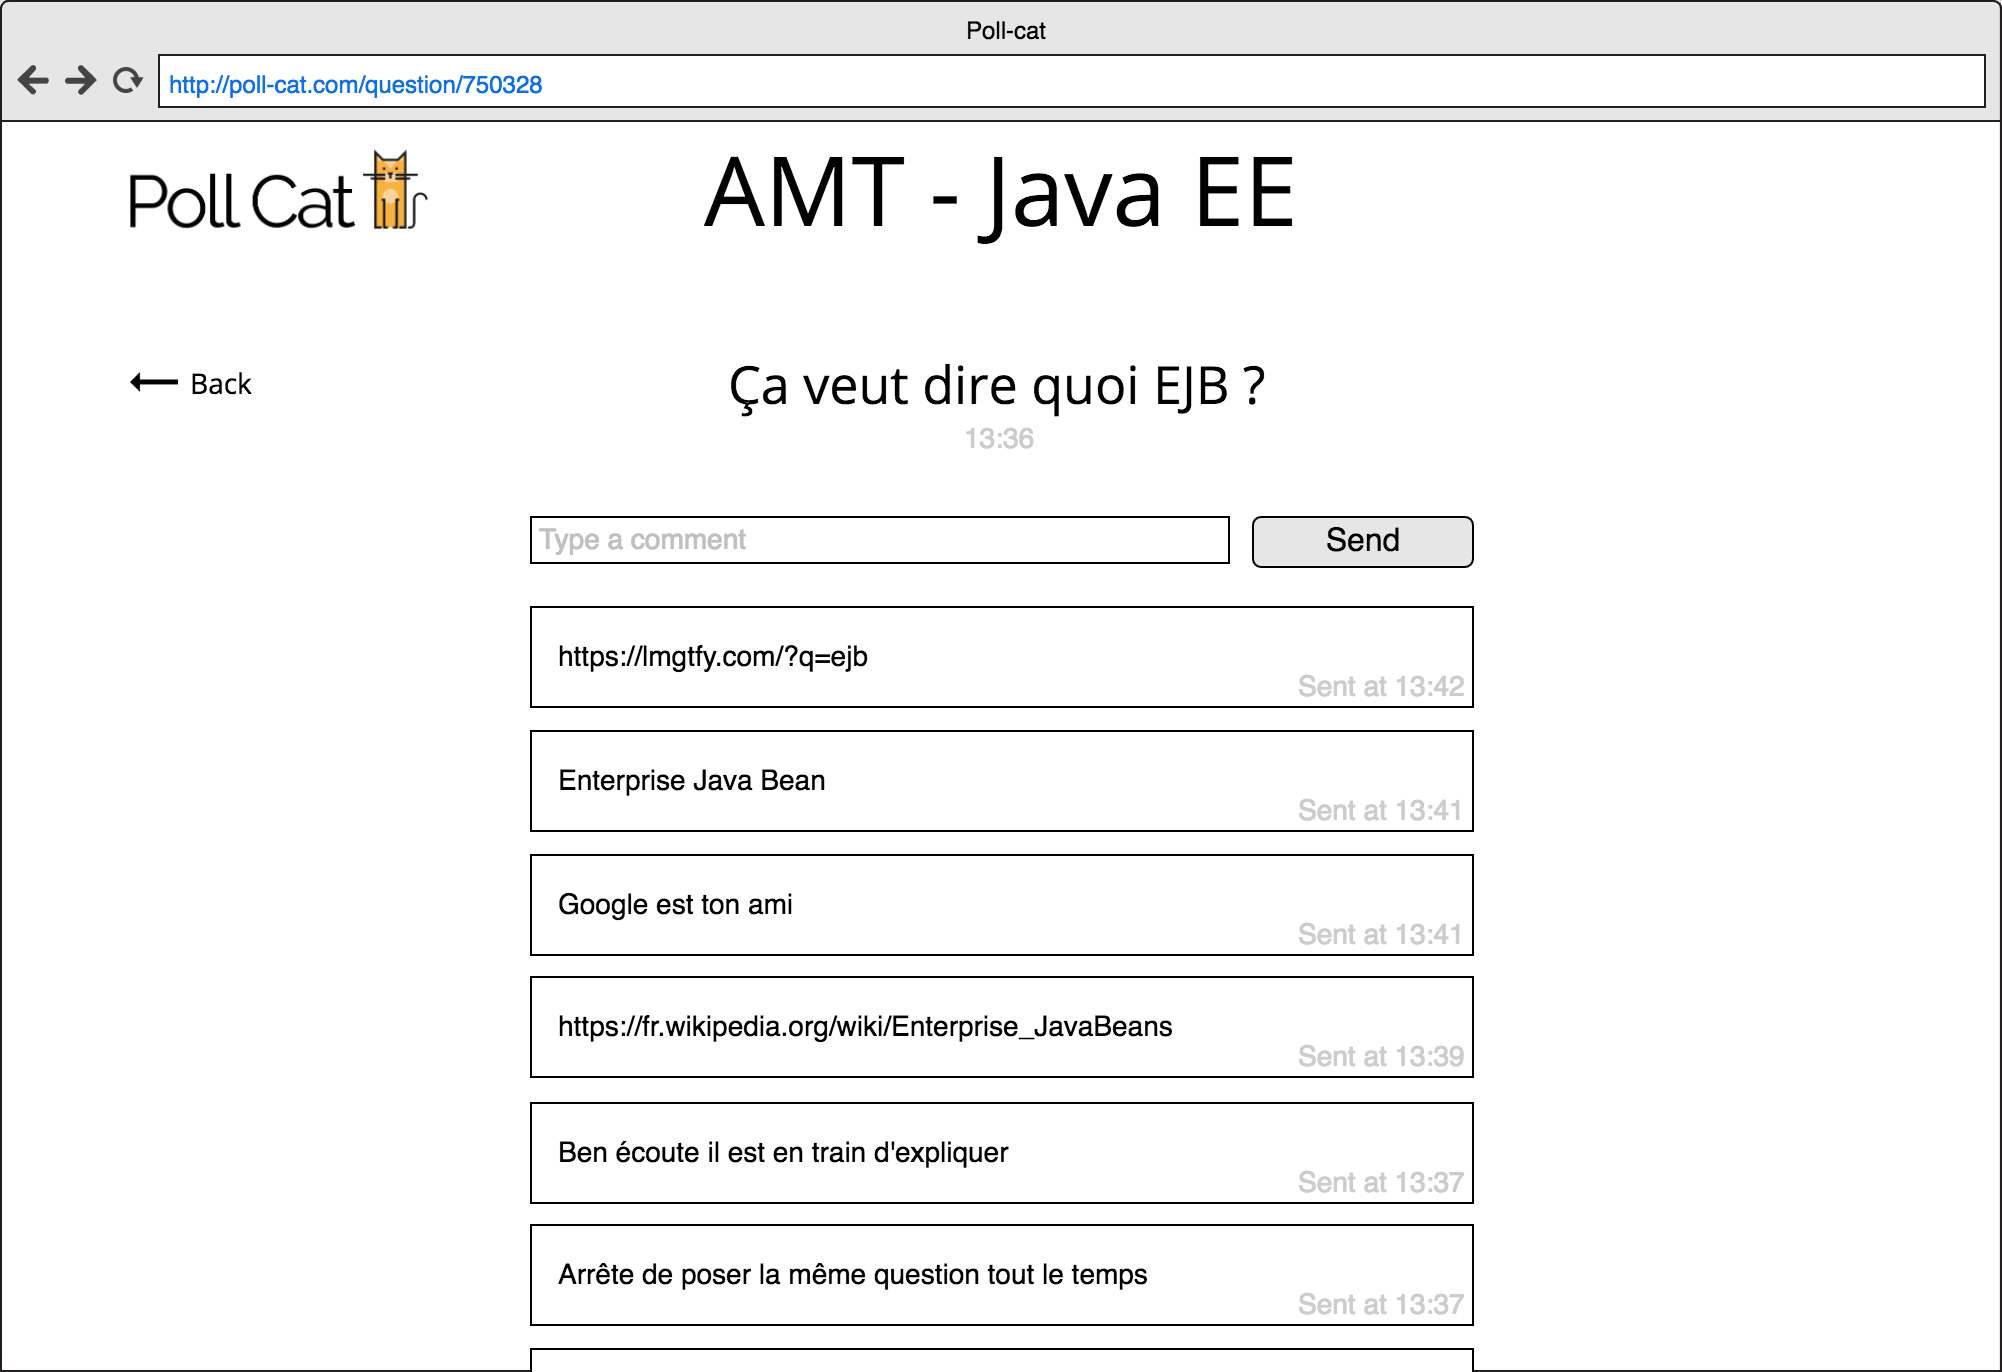 Poll-cat
http://poll-cat.com/question/750328
Poll Cat
AMT - Java EE
Back
Ça veut dire quoi EJB ?
13:36
Type a comment
Send
https://lmgtfy.com/?q=ejb
Sent at 13:42
Enterprise Java Bean
Sent at 13:41
Google est ton ami
Sent at 13:41
https://fr.wikipedia.org/wiki/Enterprise_JavaBeans
Sent at 13:39
Ben écoute il est en train d'expliquer
Sent at 13:37
Arrête de poser la même question tout le temps
Sent at 13:37